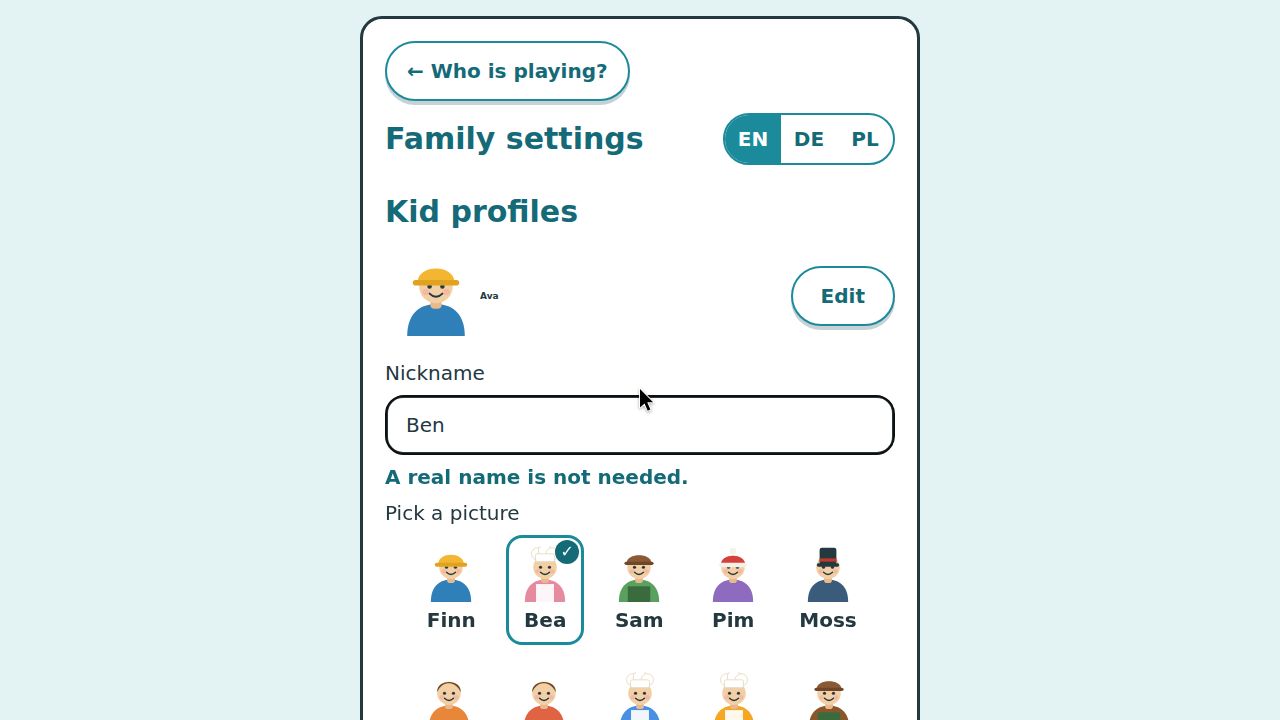 ← Who is playing?
Family settings
EN DE PL
Kid profiles
Ava
Edit
Nickname
Ben
A real name is not needed.
Pick a picture
✓
Finn Bea Sam Pim Moss